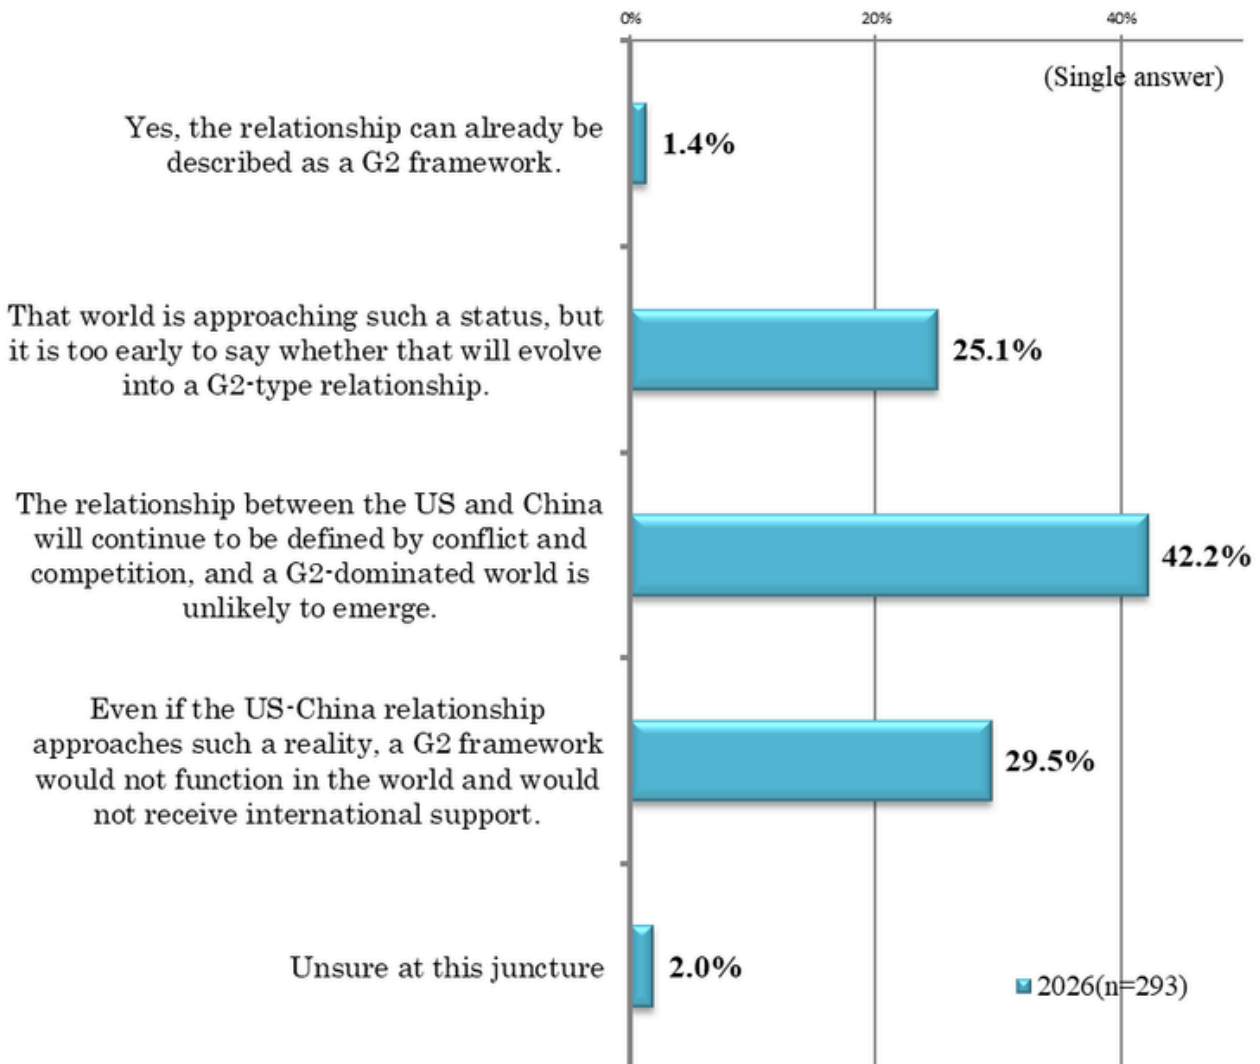 0%
20%
40%
(Single answer)
Yes, the relationship can already be
described as a G2 framework.
1.4%
That world is approaching such a status, but
it is too early to say whether that will evolve
into a G2-type relationship.
25.1%
The relationship between the US and China
will continue to be defined by conflict and
competition, and a G2-dominated world is
unlikely to emerge.
42.2%
Even if the US-China relationship
approaches such a reality, a G2 framework
would not function in the world and would
not receive international support.
29.5%
Unsure at this juncture
2.0%
2026(n=293)